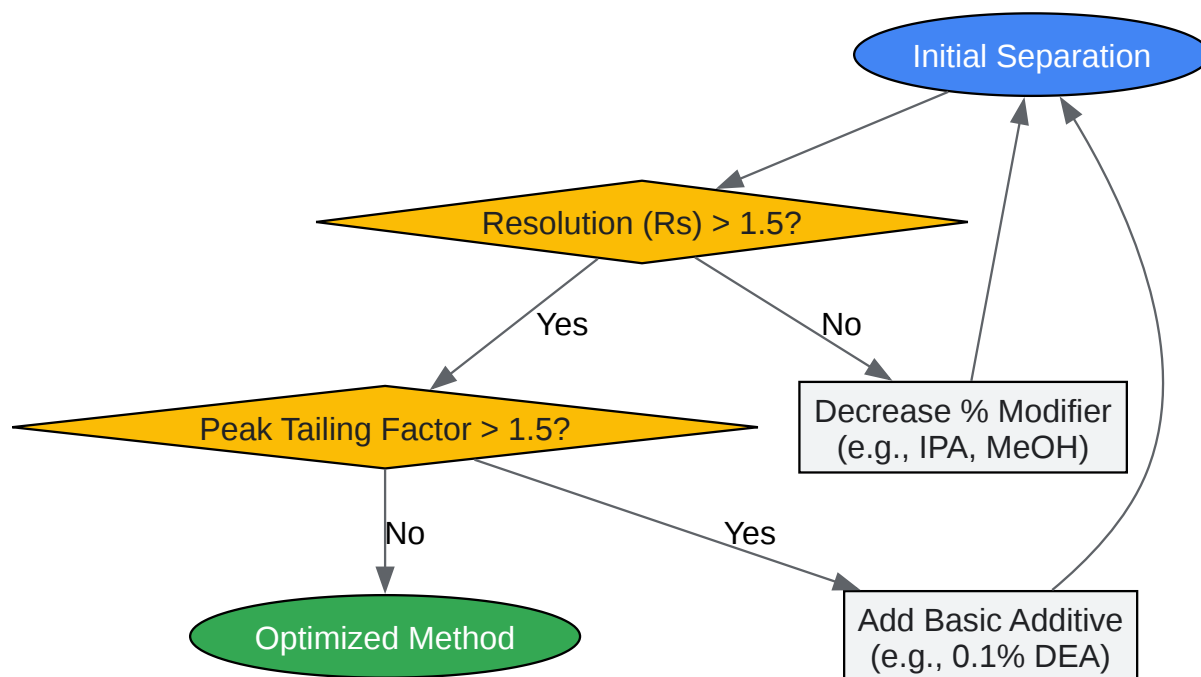 Initial Separation
Resolution (Rs) > 1.5?
Yes
No
Decrease % Modifier
(e.g., IPA, MeOH)
Peak Tailing Factor > 1.5?
No
Yes
Optimized Method
Add Basic Additive
(e.g., 0.1% DEA)